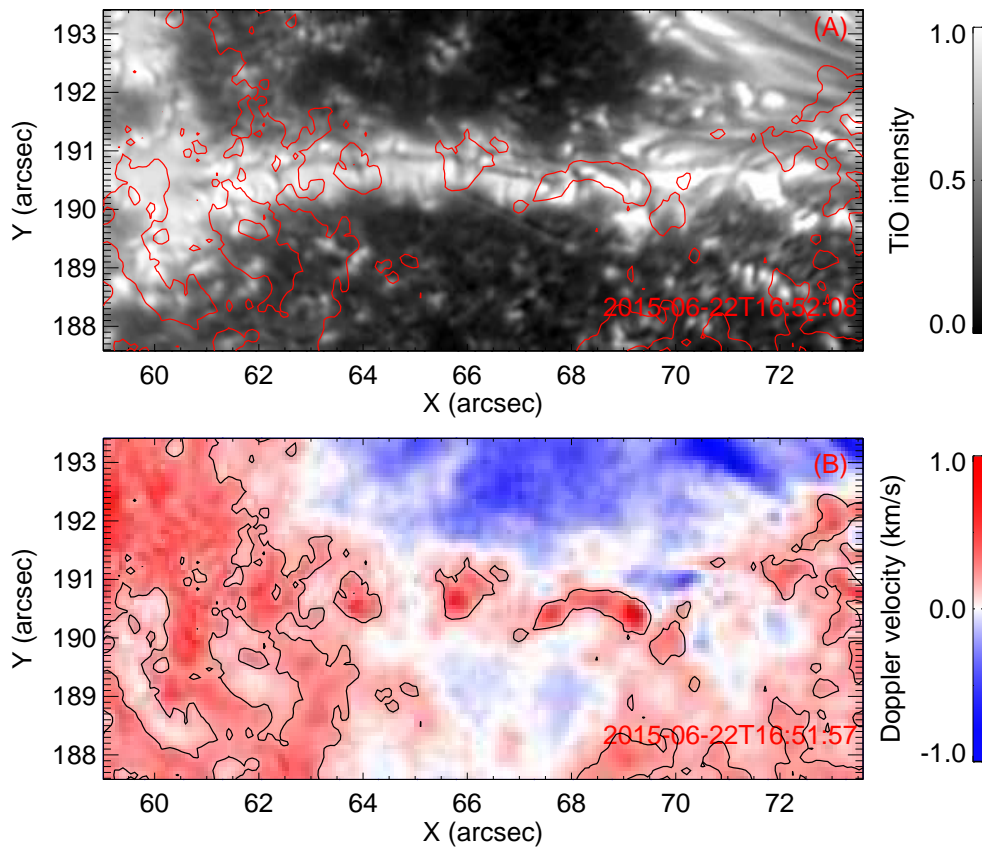 (A)
193
192
191
190
189
188
Y (arcsec)
2015-06-22T16:52:08
60 62 64 66 68 70 72
X (arcsec)
1.0
0.5
0.0
TiO intensity
(B)
193
192
191
190
189
188
Y (arcsec)
2015-06-22T16:51:57
60 62 64 66 68 70 72
X (arcsec)
1.0
0.0
-1.0
Doppler velocity (km/s)